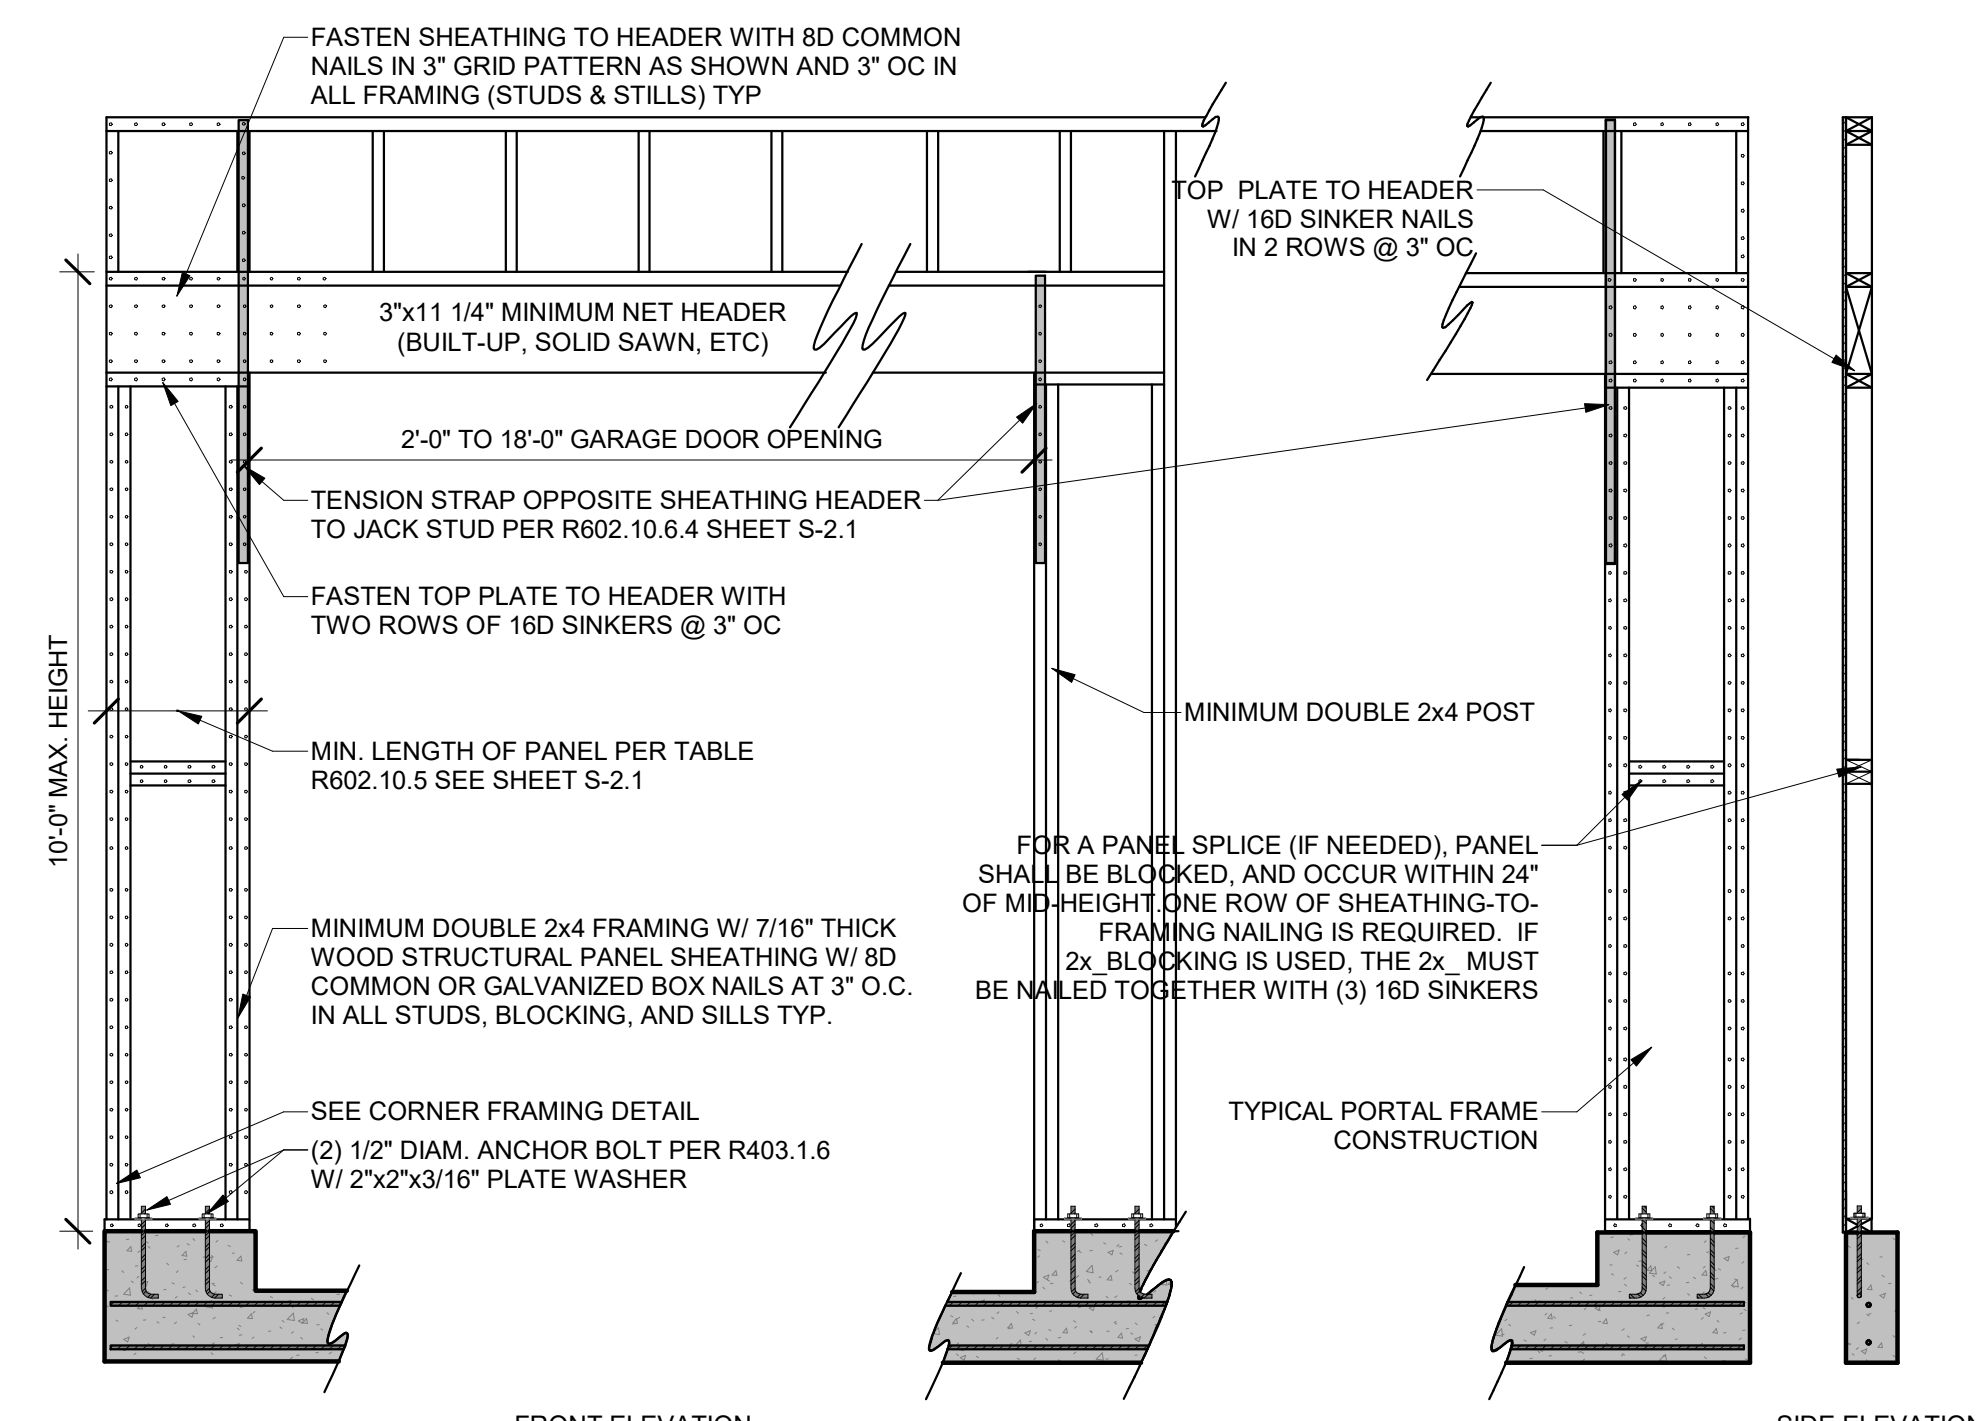 FASTEN SHEATHING TO HEADER WITH 8D COMMON
NAILS IN 3" GRID PATTERN AS SHOWN AND 3" OC IN
ALL FRAMING (STUDS & STILLS) TYP
TOP PLATE TO HEADER
W/ 16D SINKER NAILS
IN 2 ROWS @ 3" OC
3"x11 1/4" MINIMUM NET HEADER
(BUILT-UP, SOLID SAWN, ETC)
2'-0" TO 18'-0" GARAGE DOOR OPENING
TENSION STRAP OPPOSITE SHEATHING HEADER
TO JACK STUD PER R602.10.6.4 SHEET S-2.1
FASTEN TOP PLATE TO HEADER WITH
TWO ROWS OF 16D SINKERS @ 3" OC
10'-0" MAX. HEIGHT
MINIMUM DOUBLE 2x4 POST
MIN. LENGTH OF PANEL PER TABLE
R602.10.5 SEE SHEET S-2.1
FOR A PANEL SPLICE (IF NEEDED), PANEL
SHALL BE BLOCKED, AND OCCUR WITHIN 24"
OF MID-HEIGHT.ONE ROW OF SHEATHING-TO-
FRAMING NAILING IS REQUIRED. IF
2x_BLOCKING IS USED, THE 2x_ MUST
BE NAILED TOGETHER WITH (3) 16D SINKERS
MINIMUM DOUBLE 2x4 FRAMING W/ 7/16" THICK
WOOD STRUCTURAL PANEL SHEATHING W/ 8D
COMMON OR GALVANIZED BOX NAILS AT 3" O.C.
IN ALL STUDS, BLOCKING, AND SILLS TYP.
SEE CORNER FRAMING DETAIL
(2) 1/2" DIAM. ANCHOR BOLT PER R403.1.6
W/ 2"x2"x3/16" PLATE WASHER
TYPICAL PORTAL FRAME
CONSTRUCTION
FRONT ELEVATION
SIDE ELEVATION